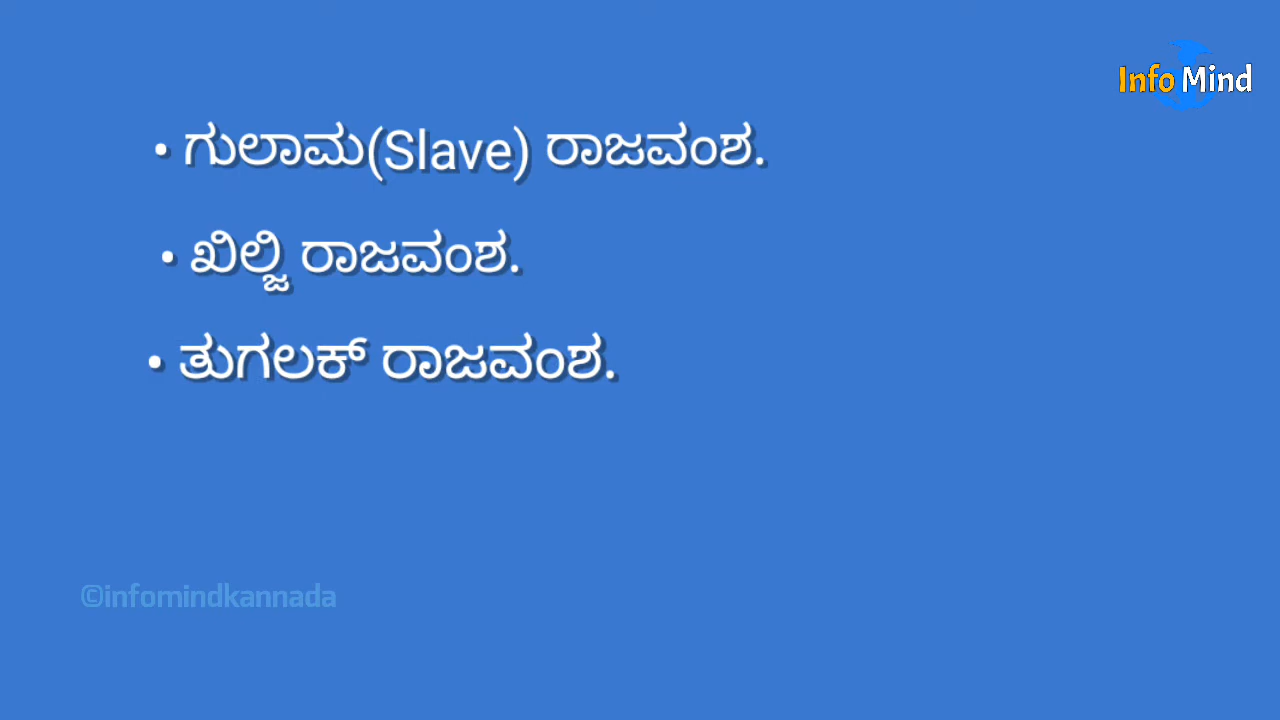 Info Mind
• ಗುಲಾಮ(Slave) ರಾಜವಂಶ.
• ಖಿಲ್ಜಿ ರಾಜವಂಶ.
• ತುಗಲಕ್ ರಾಜವಂಶ.
©infomindkannada